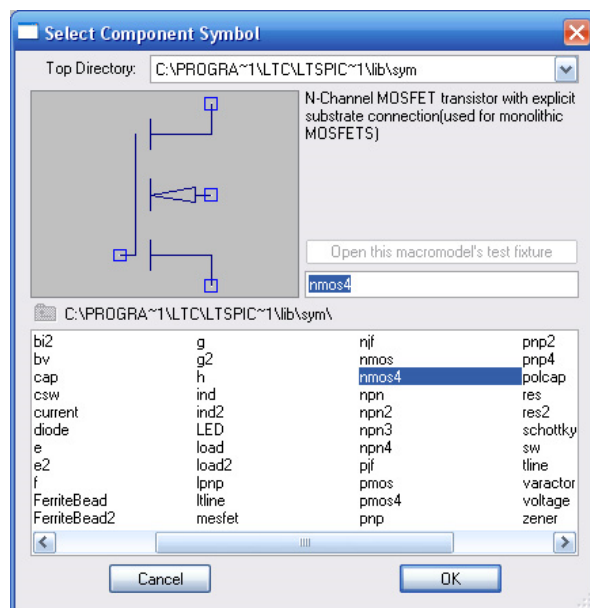 Select Component Symbol
Top Directory: C:\PROGRA~1\LTC\LTSPIC~1\lib\sym
N-Channel MOSFET transistor with explicit
substrate connection(used for monolithic
MOSFETS)
Open this macromodel's test fixture
nmos4
C:\PROGRA~1\LTC\LTSPIC~1\lib\sym\
bi2 g njf pnp2
bv g2 nmos pnp4
cap h nmos4 polcap
csw ind npn res
current ind2 npn2 res2
diode LED npn3 schottky
e load npn4 sw
e2 load2 pjf tline
f lpnp pmos varactor
FerriteBead ltline pmos4 voltage
FerriteBead2 mesfet pnp zener
Cancel OK